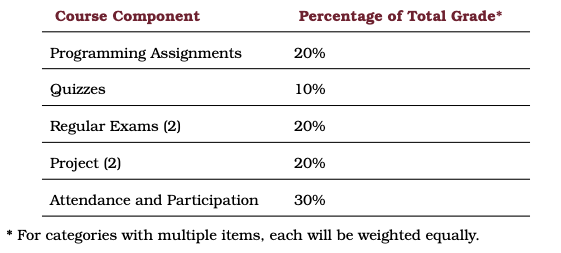 Course Component Percentage of Total Grade*
Programming Assignments 20%
Quizzes 10%
Regular Exams (2) 20%
Project (2) 20%
Attendance and Participation 30%
* For categories with multiple items, each will be weighted equally.